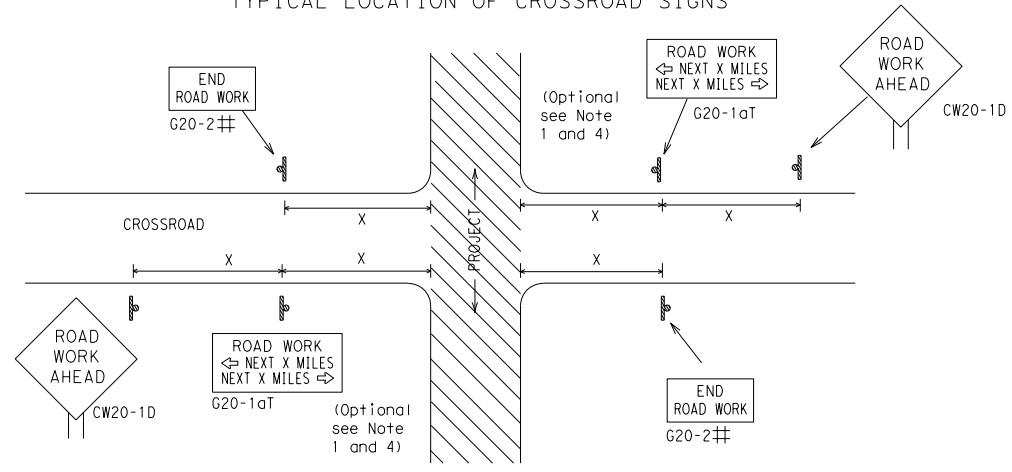 TYPICAL LOCATION OF CROSSROAD SIGNS
ROAD
WORK
AHEAD
CW20-1D
ROAD WORK
⇦ NEXT X MILES
NEXT X MILES ⇨
G20-1aT
(Optional
see Note
1 and 4)
END
ROAD WORK
G20-2#
X
X
X
CROSSROAD
PROJECT
X
X
X
ROAD
WORK
AHEAD
CW20-1D
ROAD WORK
⇦ NEXT X MILES
NEXT X MILES ⇨
G20-1aT
(Optional
see Note
1 and 4)
END
ROAD WORK
G20-2#